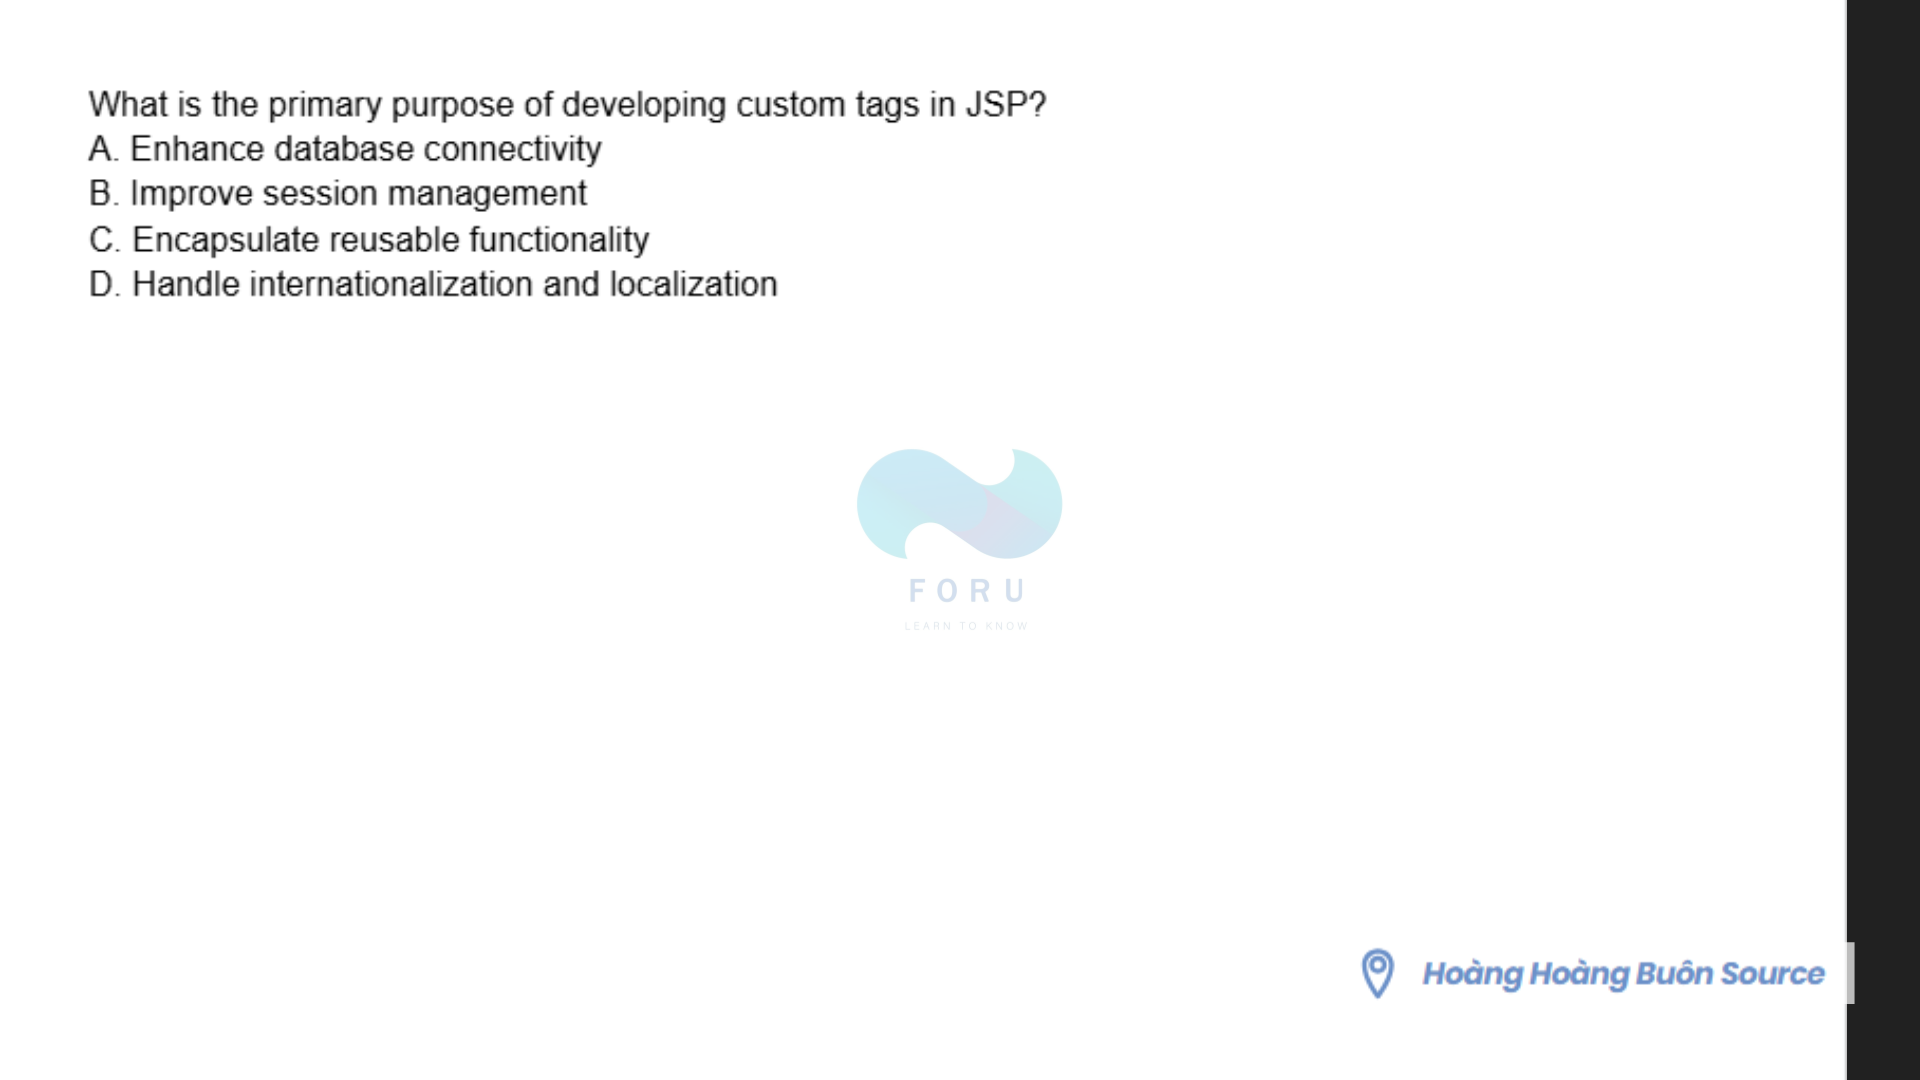 What is the primary purpose of developing custom tags in JSP?
A. Enhance database connectivity
B. Improve session management
C. Encapsulate reusable functionality
D. Handle internationalization and localization
FORU
LEARN TO KNOW
Hoàng Hoàng Buôn Source